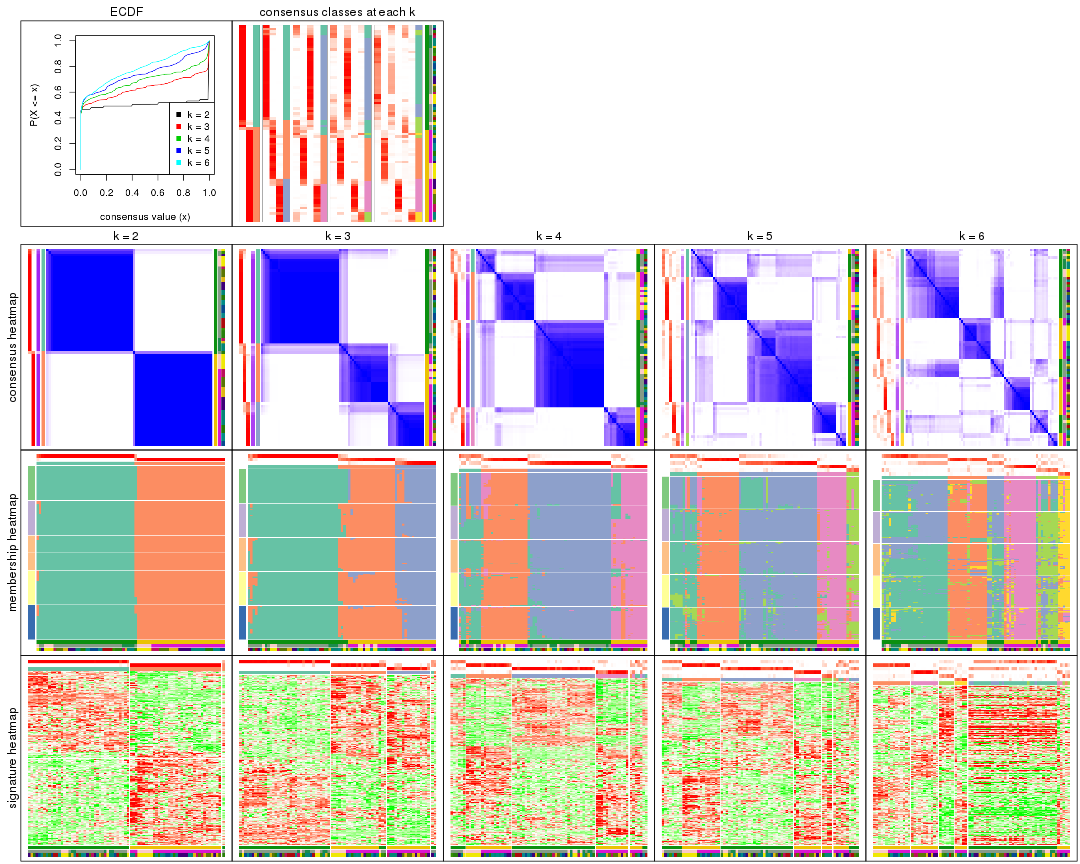 ECDF
consensus classes at each k
P(X <= x)
1.0
0.8
0.6
0.4
0.2
0.0
k = 2
k = 3
k = 4
k = 5
k = 6
0.0 0.2 0.4 0.6 0.8 1.0
consensus value (x)
k = 2 k = 3 k = 4 k = 5 k = 6
consensus heatmap
membership heatmap
signature heatmap